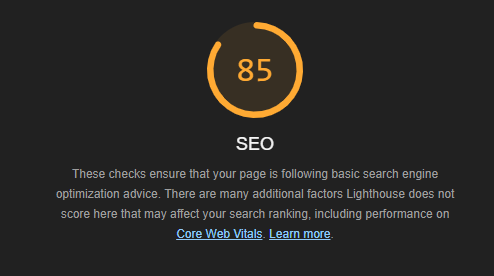 85
SEO
These checks ensure that your page is following basic search engine
optimization advice. There are many additional factors Lighthouse does not
score here that may affect your search ranking, including performance on
Core Web Vitals. Learn more.